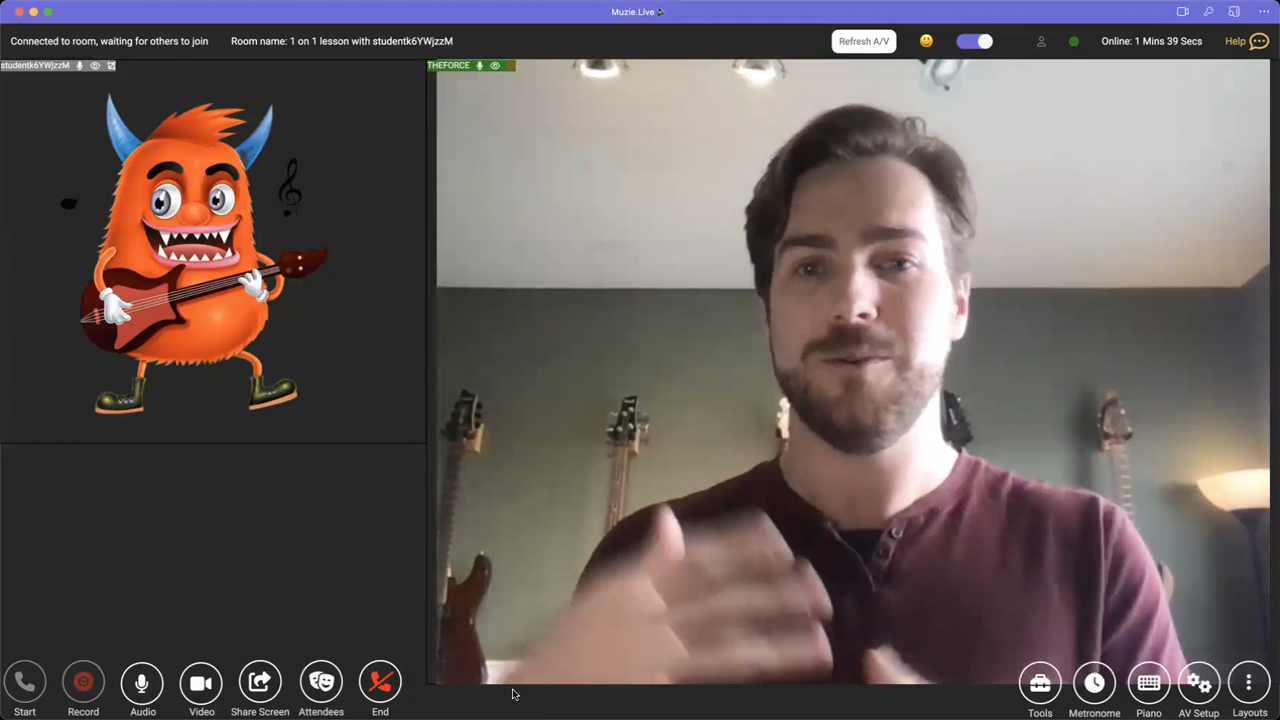 Muzie.Live
Connected to room, waiting for others to join
Room name: 1 on 1 lesson with studentk6YWjzzM
Refresh A/V
Online: 1 Mins 39 Secs
Help
studentk6YWjzzM
THEFORCE
Start
Record
Audio
Video
Share Screen
Attendees
End
Tools
Metronome
Piano
AV Setup
Layouts